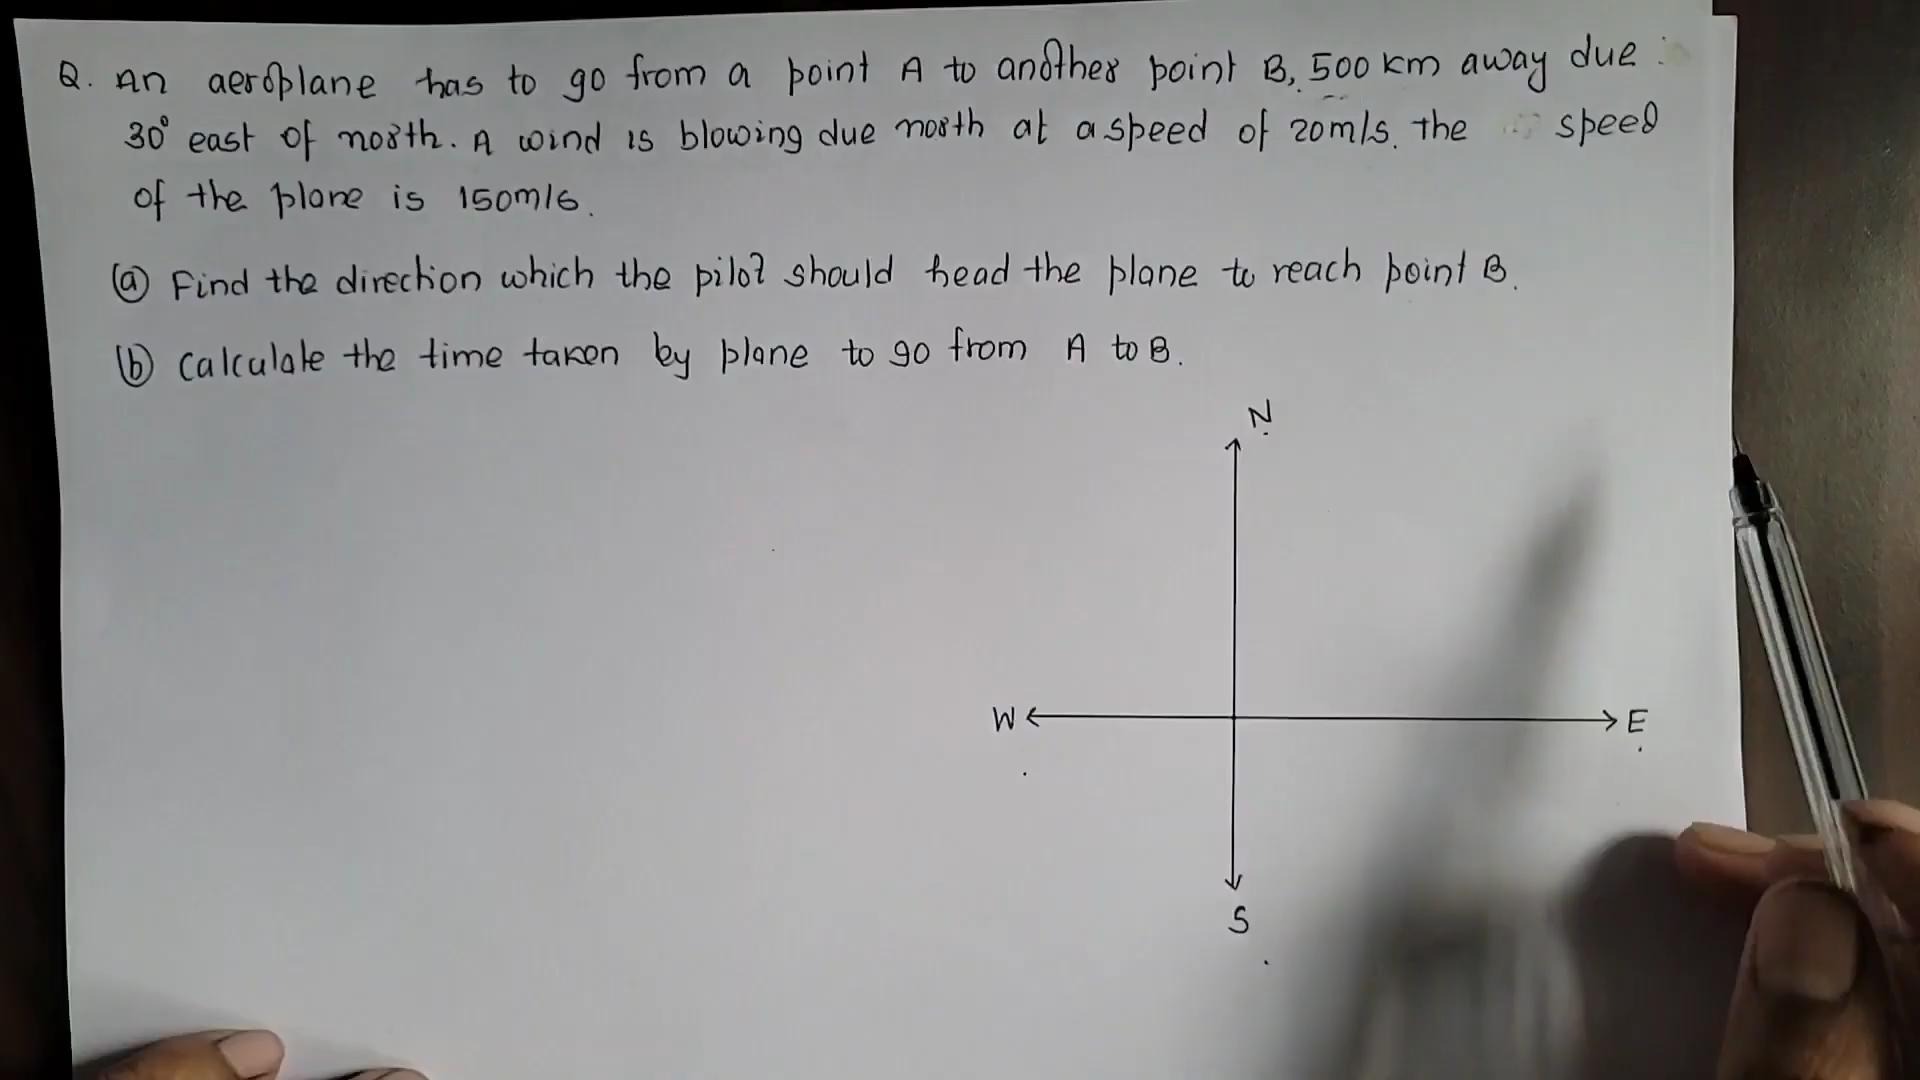 Q. An aeroplane has to go from a point A to another point B, 500 km away due
30° east of north. A wind is blowing due north at a speed of 20m/s. the speed
of the plane is 150m/s.
(a) Find the direction which the pilot should head the plane to reach point B.
(b) calculate the time taken by plane to go from A to B.
N
W E
S